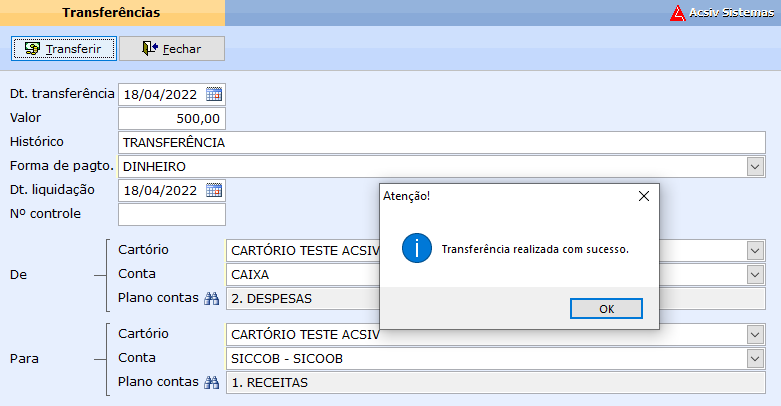 Transferências
Acsiv Sistemas
Transferir
Fechar
Dt. transferência 18/04/2022
Valor 500,00
Histórico TRANSFERÊNCIA
Forma de pagto. DINHEIRO
Dt. liquidação 18/04/2022
Nº controle
Atenção!
Transferência realizada com sucesso.
OK
De
Cartório CARTÓRIO TESTE ACSIV
Conta CAIXA
Plano contas 2. DESPESAS
Para
Cartório CARTÓRIO TESTE ACSIV
Conta SICCOB - SICOOB
Plano contas 1. RECEITAS